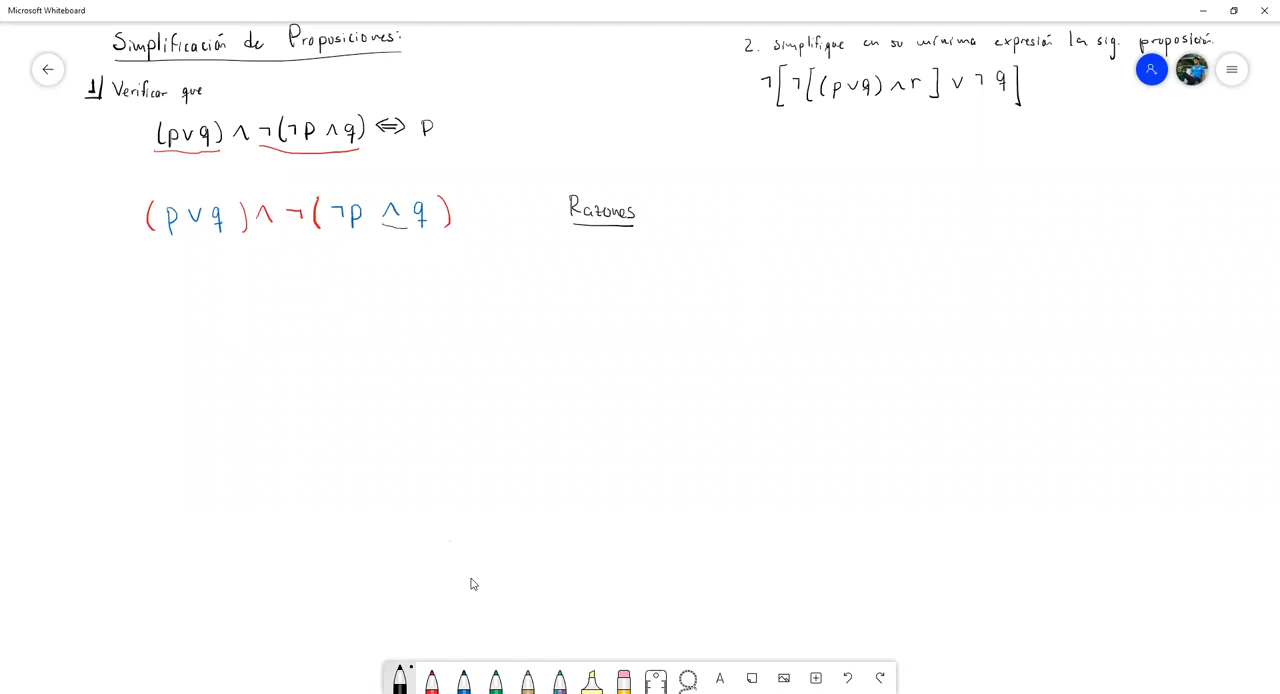 Microsoft Whiteboard
Simplificación de Proposiciones:
1) Verificar que
(p∨q) ∧ ¬(¬p ∧ q) ⟺ p
(p∨q) ∧ ¬(¬p ∧ q)
Razones
2. simplifique en su mínima expresión la sig. proposición.
¬[¬[(p∨q) ∧ r] ∨ ¬q]
A